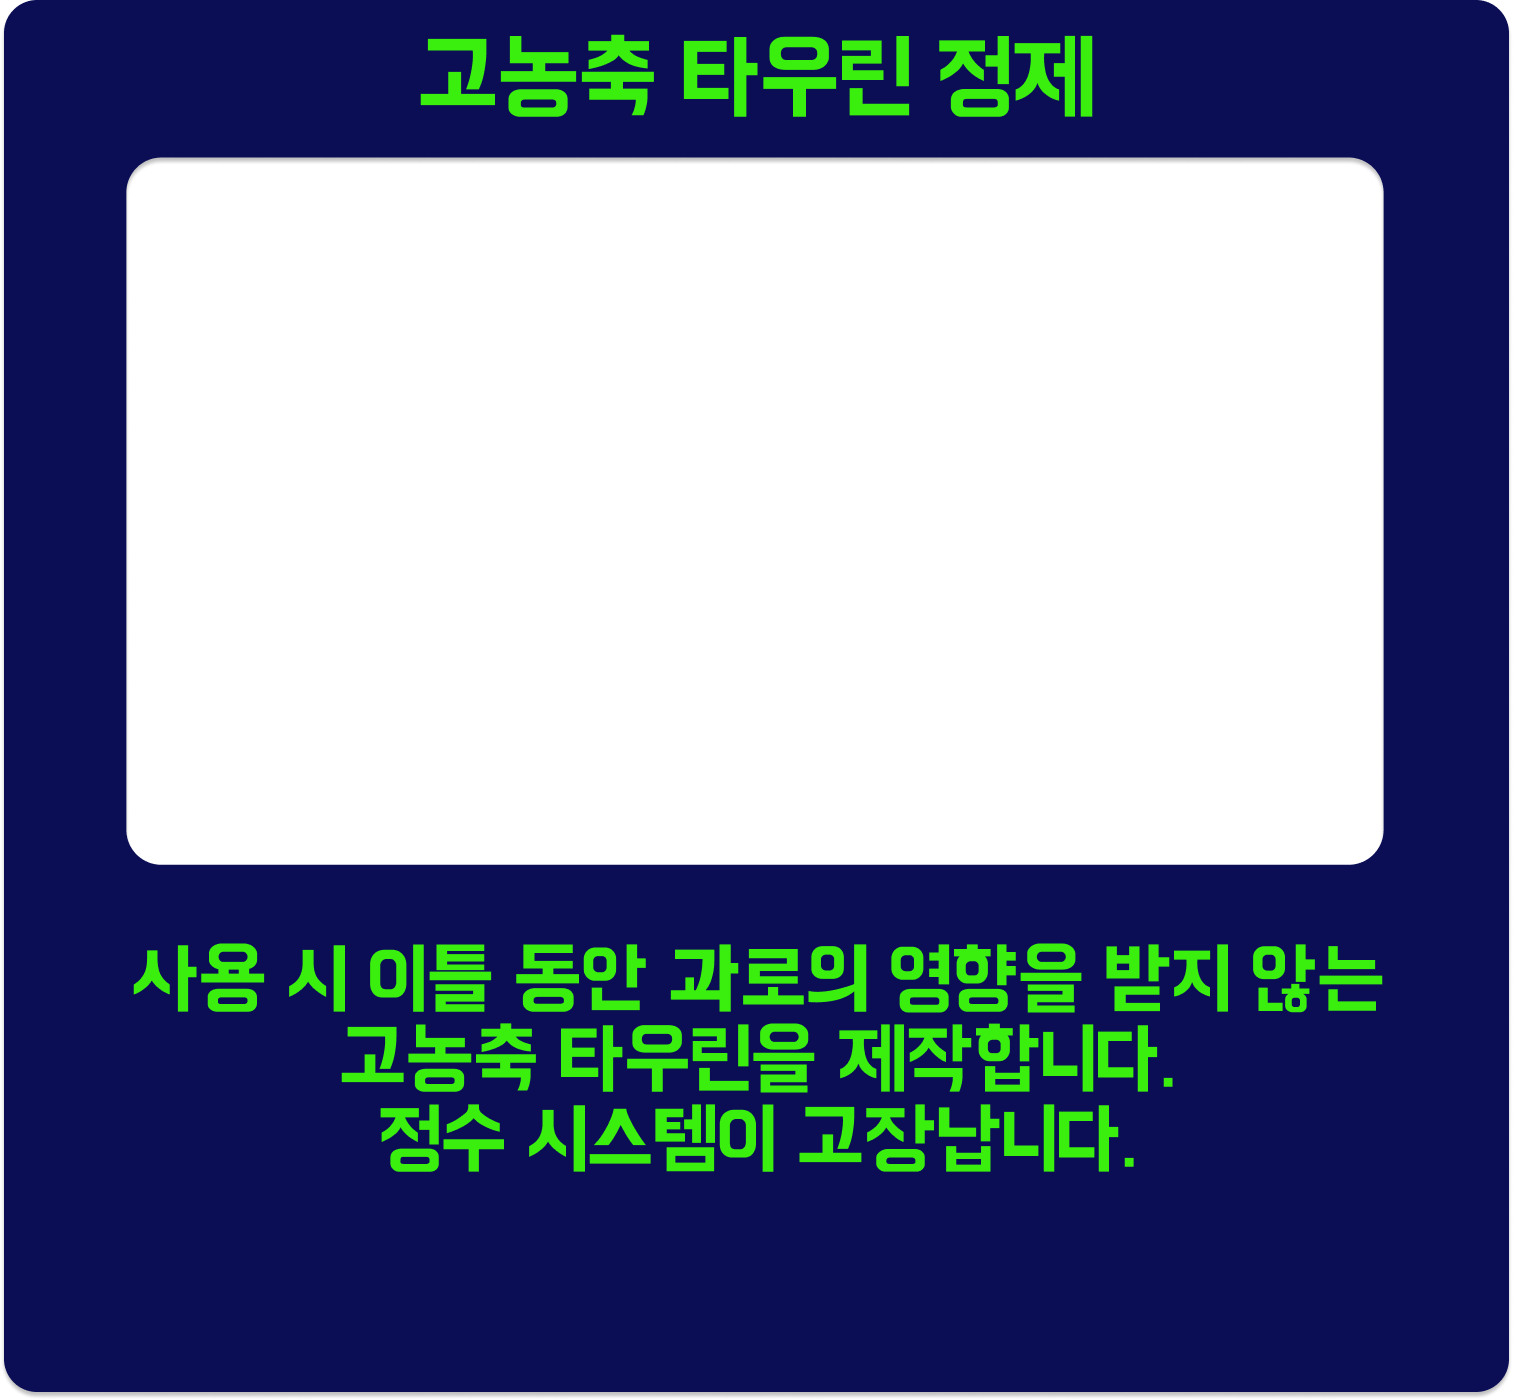 고농축 타우린 정제
사용 시 이틀 동안 과로의 영향을 받지 않는
고농축 타우린을 제작합니다.
정수 시스템이 고장납니다.